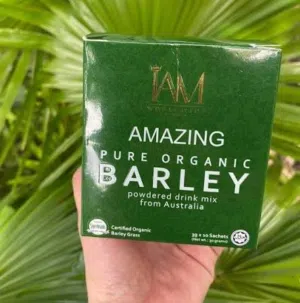 IAM
AMAZING
PURE ORGANIC
BARLEY
powdered drink mix
from Australia
Certified Organic
Barley Grass